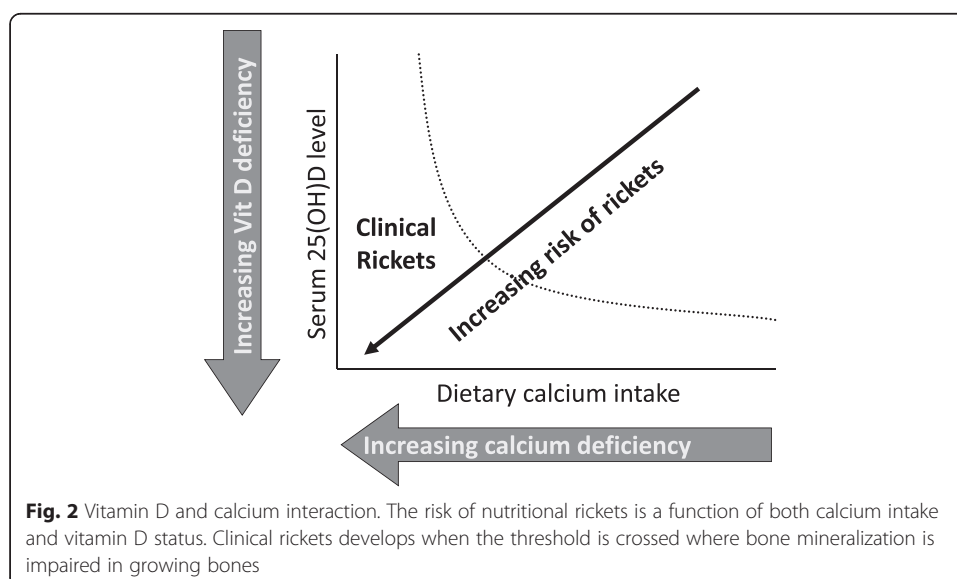 Increasing Vit D deficiency
Serum 25(OH)D level
Clinical
Rickets
Increasing risk of rickets
Dietary calcium intake
Increasing calcium deficiency
Fig. 2 Vitamin D and calcium interaction. The risk of nutritional rickets is a function of both calcium intake
and vitamin D status. Clinical rickets develops when the threshold is crossed where bone mineralization is
impaired in growing bones